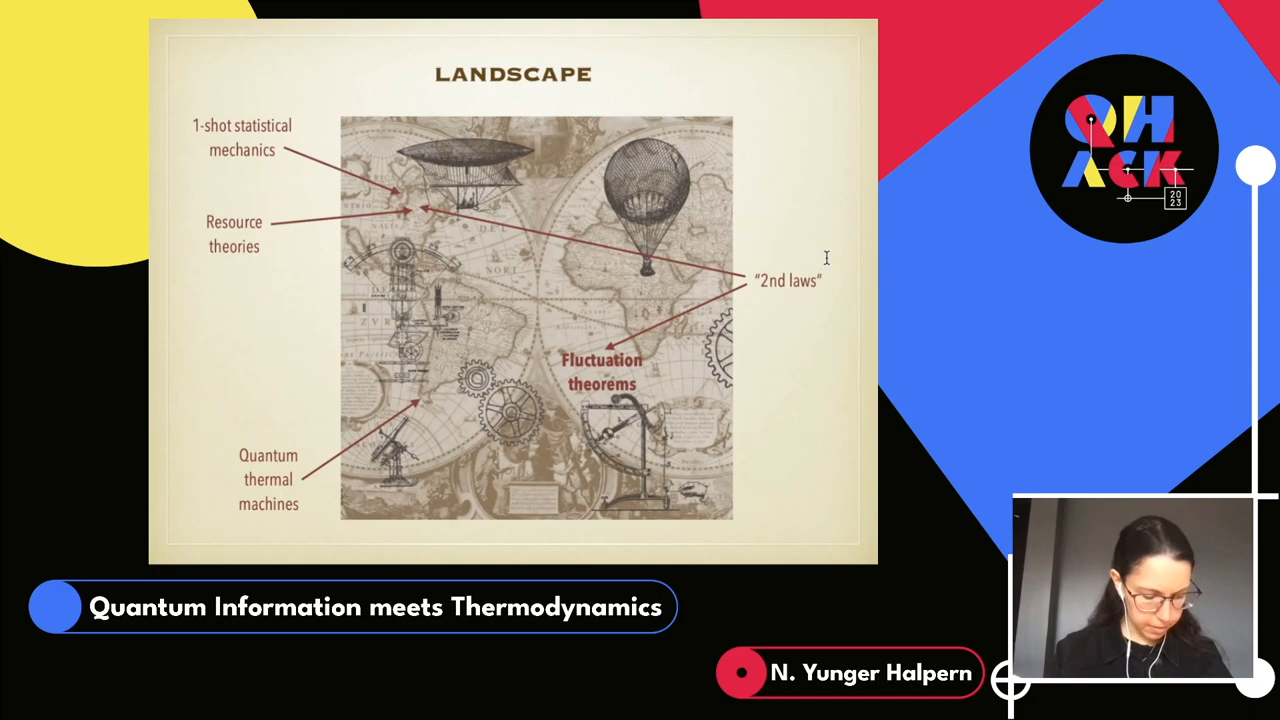 LANDSCAPE
1-shot statistical
mechanics
Resource
theories
"2nd laws"
Fluctuation
theorems
Quantum
thermal
machines
QH
ACK
20
23
Quantum Information meets Thermodynamics
N. Yunger Halpern